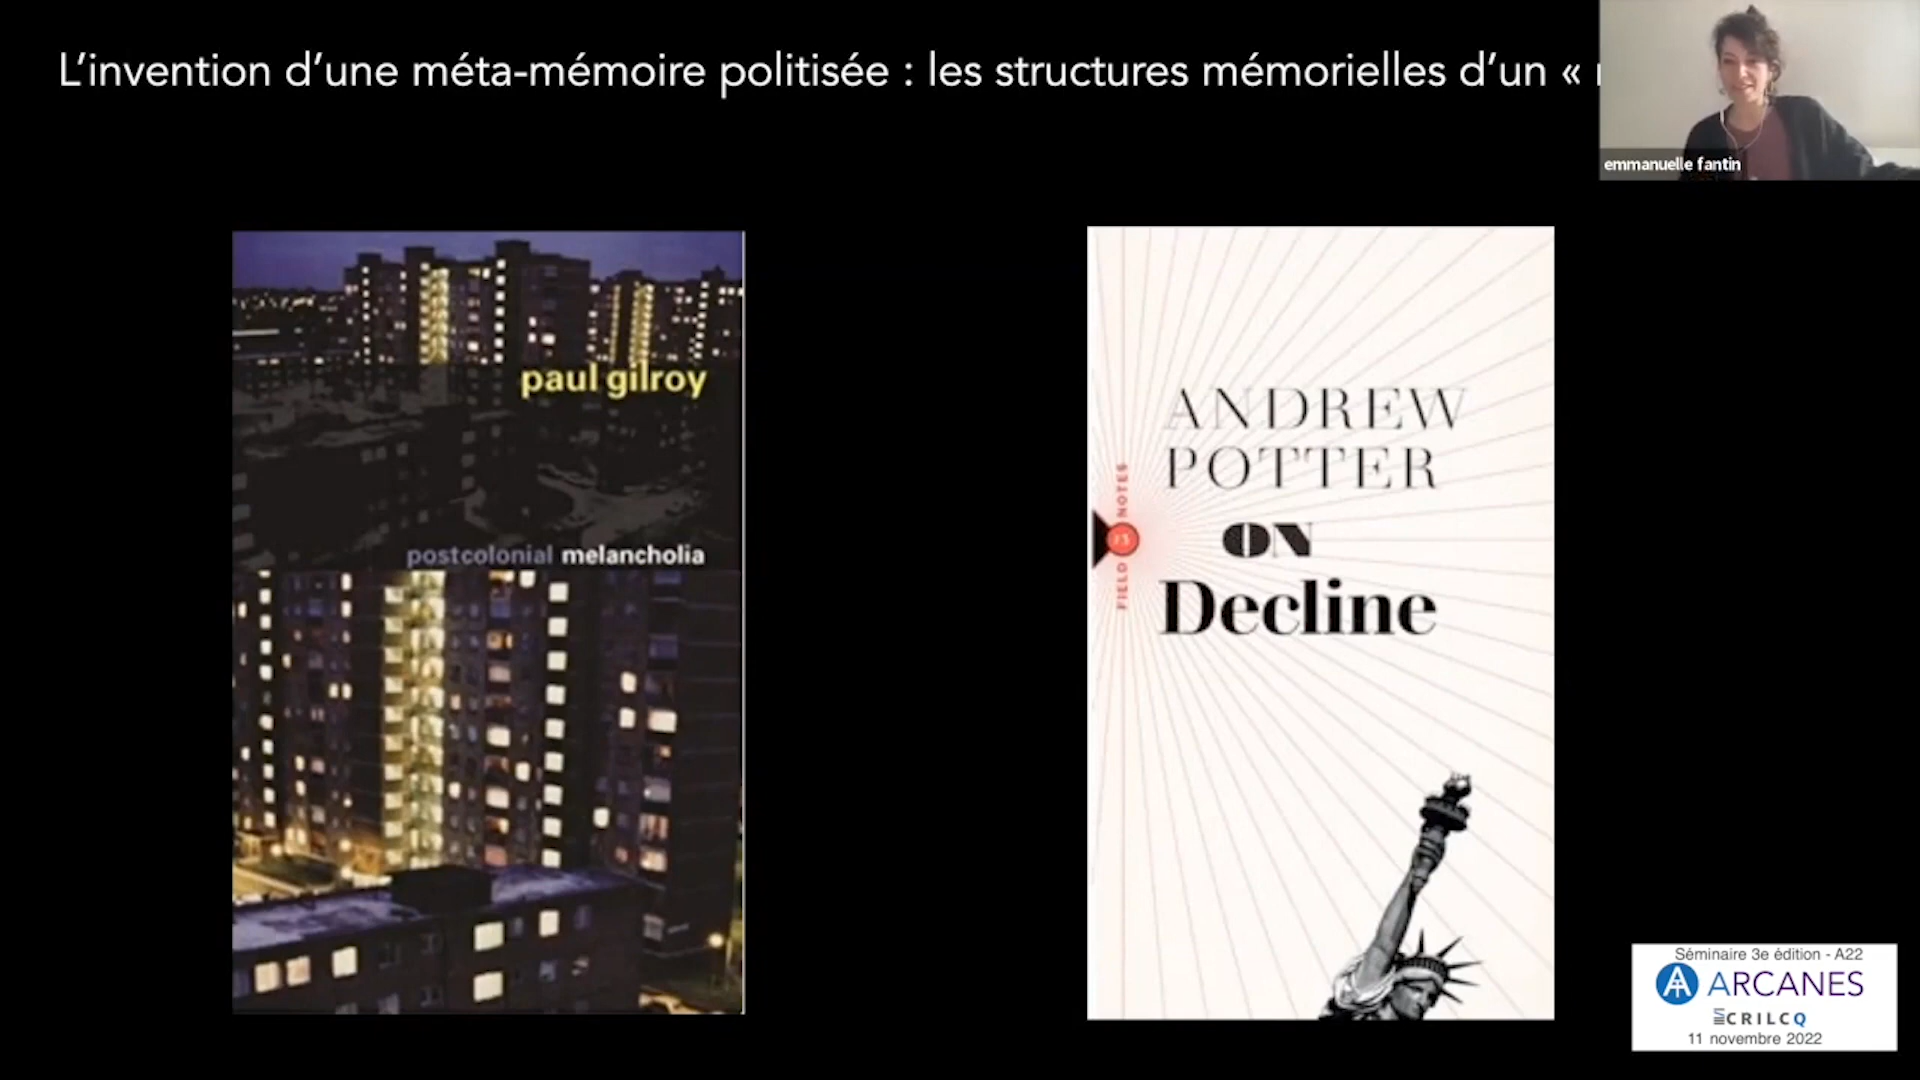 L’invention d’une méta-mémoire politisée : les structures mémorielles d’un «
emmanuelle fantin
paul gilroy
postcolonial melancholia
ANDREW
POTTER
ON
Decline
FIELD NOTES
Séminaire 3e édition - A22
ARCANES
CRILCQ
11 novembre 2022